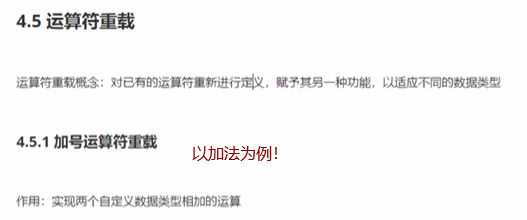 4.5 运算符重载
运算符重载概念：对已有的运算符重新进行定义，赋予其另一种功能，以适应不同的数据类型
4.5.1 加号运算符重载
以加法为例！
作用：实现两个自定义数据类型相加的运算